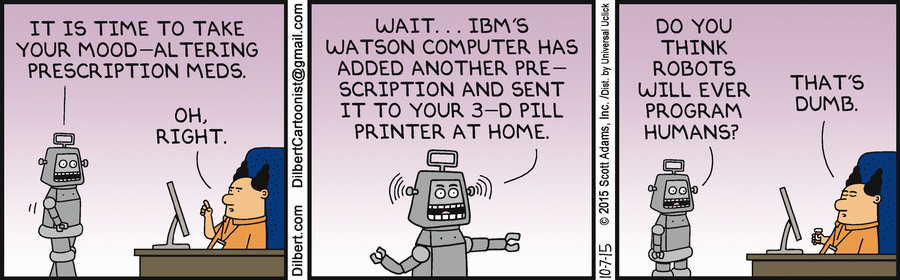 IT IS TIME TO TAKE
YOUR MOOD-ALTERING
PRESCRIPTION MEDS.
OH,
RIGHT.
Dilbert.com DilbertCartoonist@gmail.com
WAIT... IBM'S
WATSON COMPUTER HAS
ADDED ANOTHER PRE-
SCRIPTION AND SENT
IT TO YOUR 3-D PILL
PRINTER AT HOME.
10-7-15 © 2015 Scott Adams, Inc. /Dist. by Universal Uclick
DO YOU
THINK
ROBOTS
WILL EVER
PROGRAM
HUMANS?
THAT'S
DUMB.